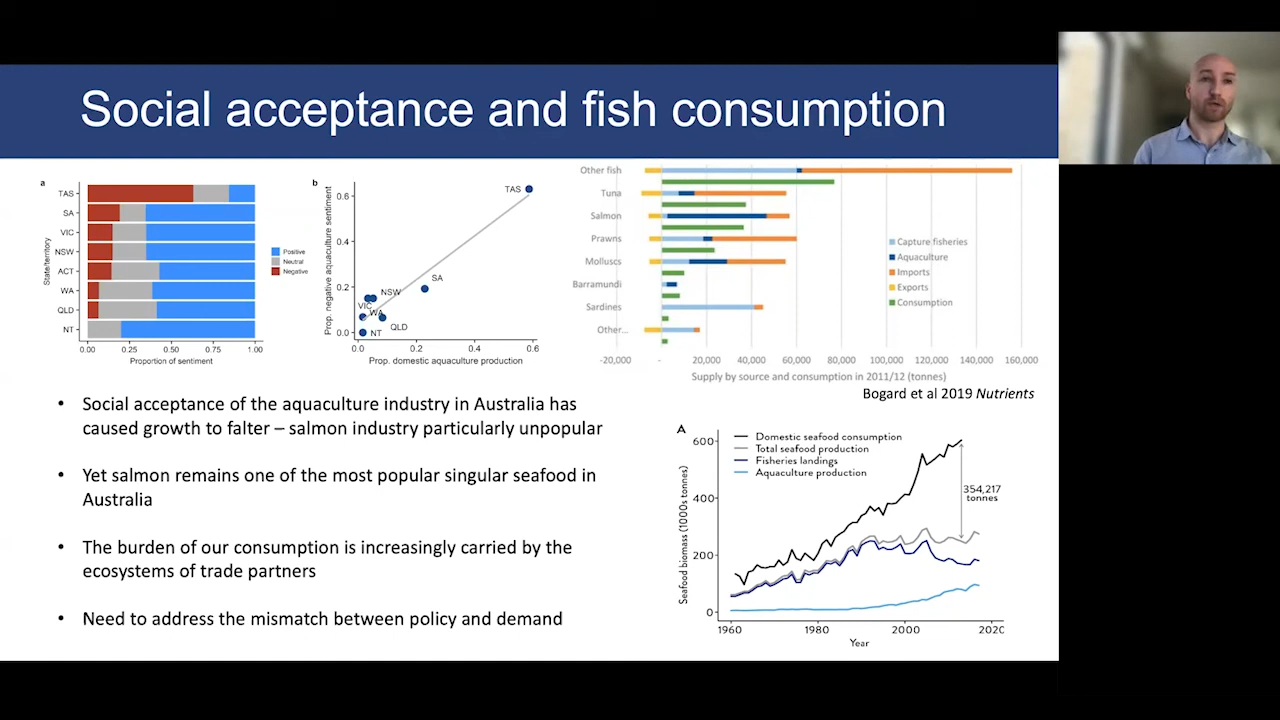 Social acceptance and fish consumption
a
TAS
SA
VIC
NSW
ACT
WA
QLD
NT
State/territory
0.00 0.25 0.50 0.75 1.00
Proportion of sentiment
Positive
Neutral
Negative
b
Prop. negative aquaculture sentiment
0.6
0.4
0.2
0.0
TAS
SA
NSW
VIC
WA
QLD
NT
0.0 0.2 0.4 0.6
Prop. domestic aquaculture production
Other fish
Tuna
Salmon
Prawns
Molluscs
Barramundi
Sardines
Other...
Capture fisheries
Aquaculture
Imports
Exports
Consumption
-20,000 - 20,000 40,000 60,000 80,000 100,000 120,000 140,000 160,000
Supply by source and consumption in 2011/12 (tonnes)
Bogard et al 2019 Nutrients
• Social acceptance of the aquaculture industry in Australia has
caused growth to falter – salmon industry particularly unpopular
• Yet salmon remains one of the most popular singular seafood in
Australia
• The burden of our consumption is increasingly carried by the
ecosystems of trade partners
• Need to address the mismatch between policy and demand
A
Domestic seafood consumption
Total seafood production
Fisheries landings
Aquaculture production
Seafood biomass (1000s tonnes)
600
400
200
0
354,217
tonnes
1960 1980 2000 2020
Year